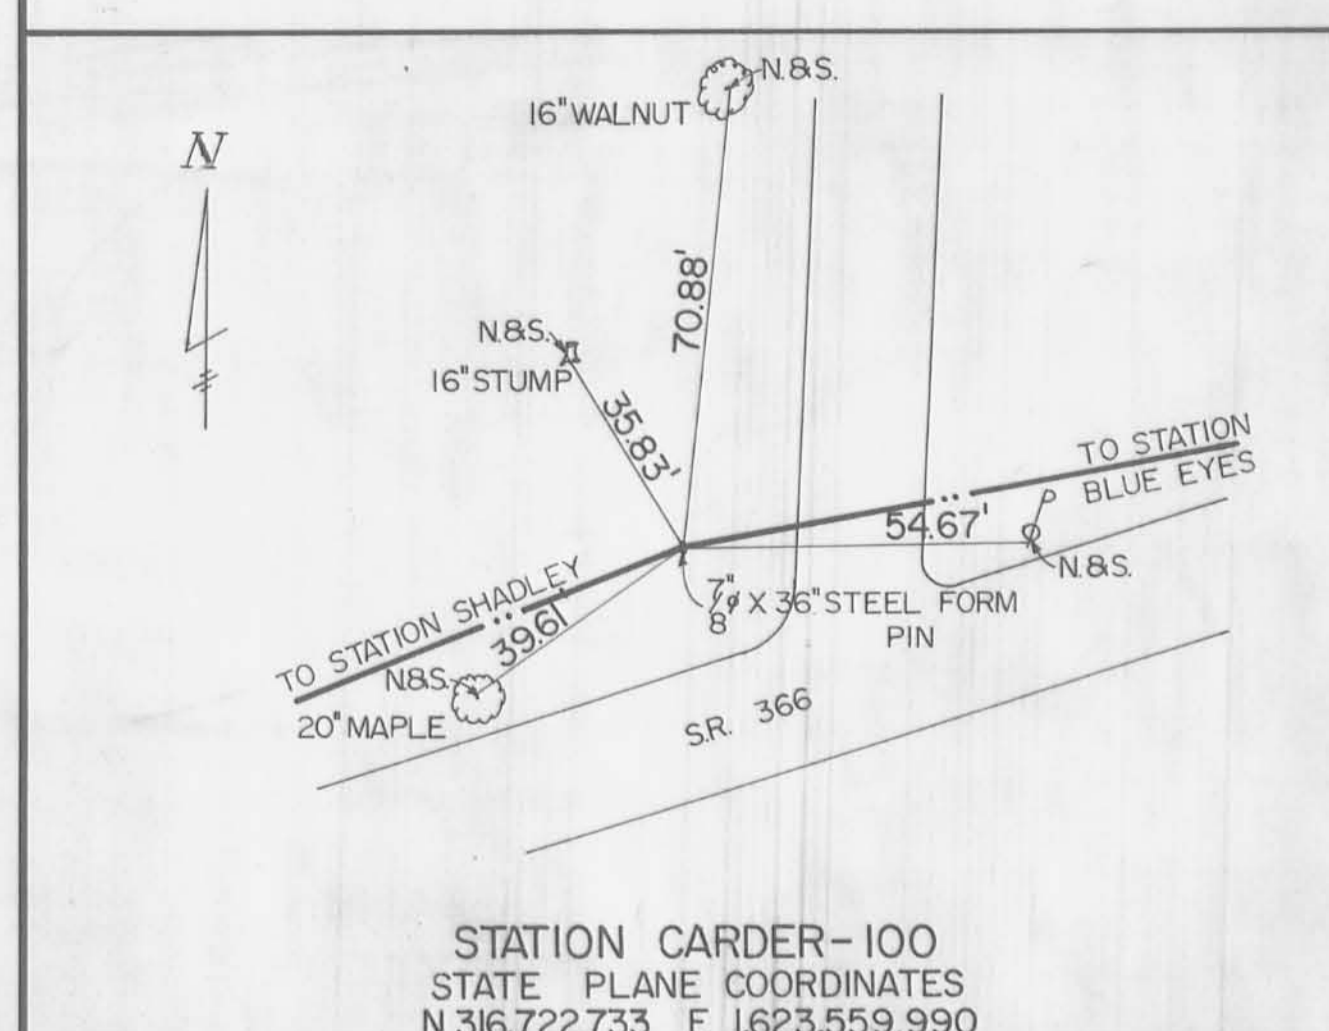 N.&S.
16" WALNUT
N
70.88'
N.&S.
16" STUMP
35.83'
TO STATION
BLUE EYES
54.67'
N.&S.
7/8"ø X 36" STEEL FORM
PIN
TO STATION SHADLEY
39.61'
N.&S.
20" MAPLE
S.R. 366
STATION CARDER-100
STATE PLANE COORDINATES
N.316,722.733 E 1,623,559.990